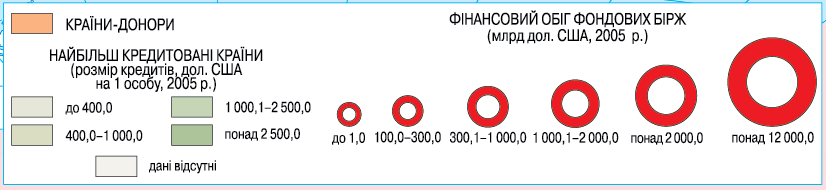 КРАЇНИ-ДОНОРИ
НАЙБІЛЬШ КРЕДИТОВАНІ КРАЇНИ
(розмір кредитів, дол. США
на 1 особу, 2005 р.)
до 400,0
1 000,1–2 500,0
400,0–1 000,0
понад 2 500,0
дані відсутні
ФІНАНСОВИЙ ОБІГ ФОНДОВИХ БІРЖ
(млрд дол. США, 2005 р.)
до 1,0 100,0–300,0 300,1–1 000,0 1 000,1–2 000,0 понад 2 000,0 понад 12 000,0